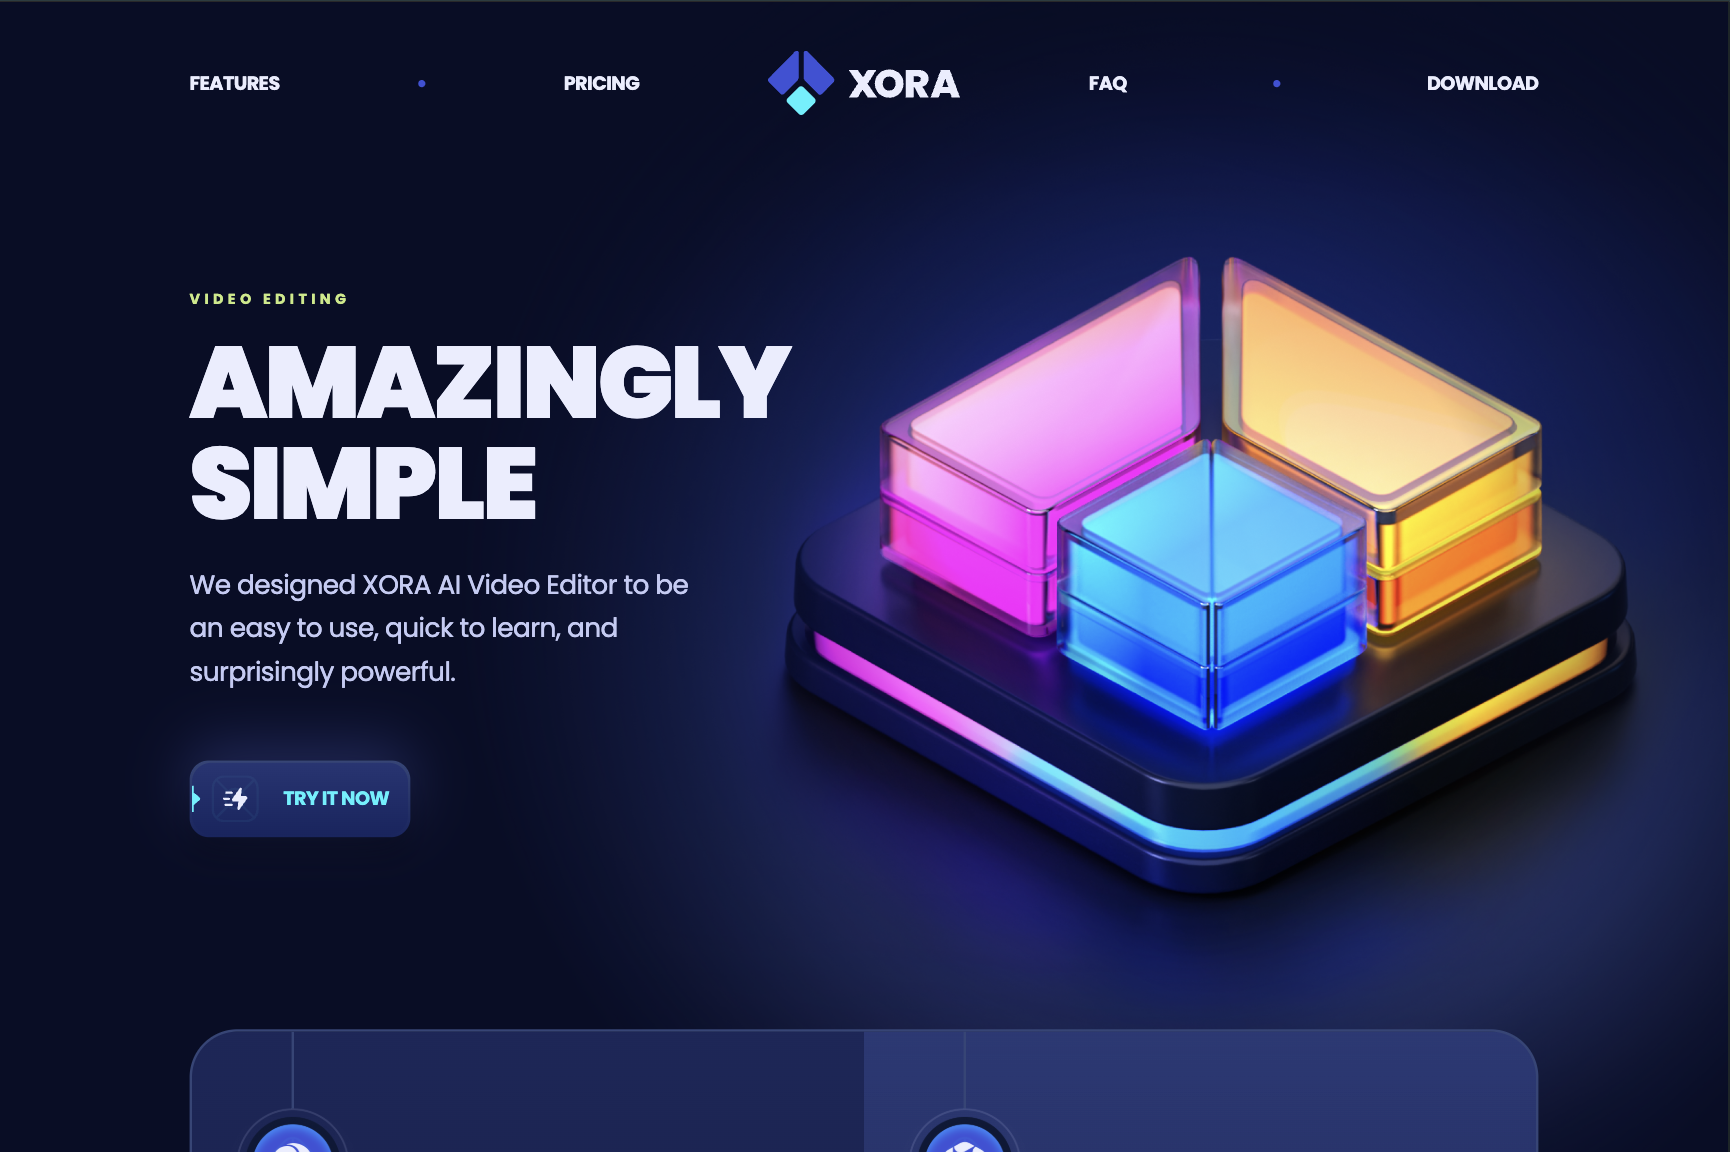 FEATURES
PRICING
XORA
FAQ
DOWNLOAD
VIDEO EDITING
AMAZINGLY
SIMPLE
We designed XORA AI Video Editor to be
an easy to use, quick to learn, and
surprisingly powerful.
TRY IT NOW